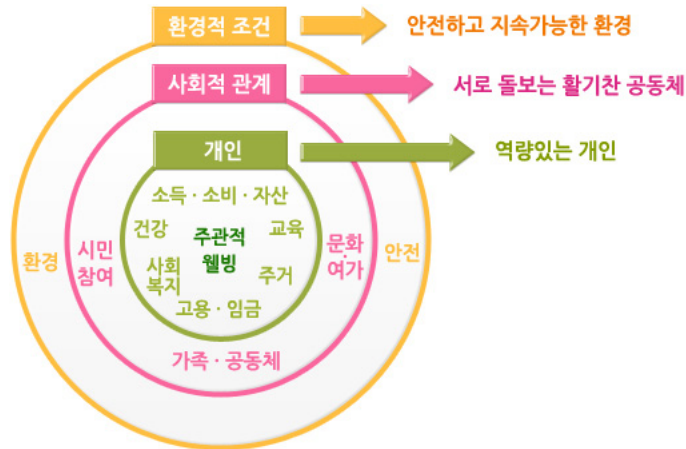 환경적 조건
안전하고 지속가능한 환경
사회적 관계
서로 돌보는 활기찬 공동체
개인
역량있는 개인
소득 · 소비 · 자산
건강
주관적
웰빙
교육
시민
참여
문화·
여가
환경
안전
사회
복지
주거
고용 · 임금
가족 · 공동체